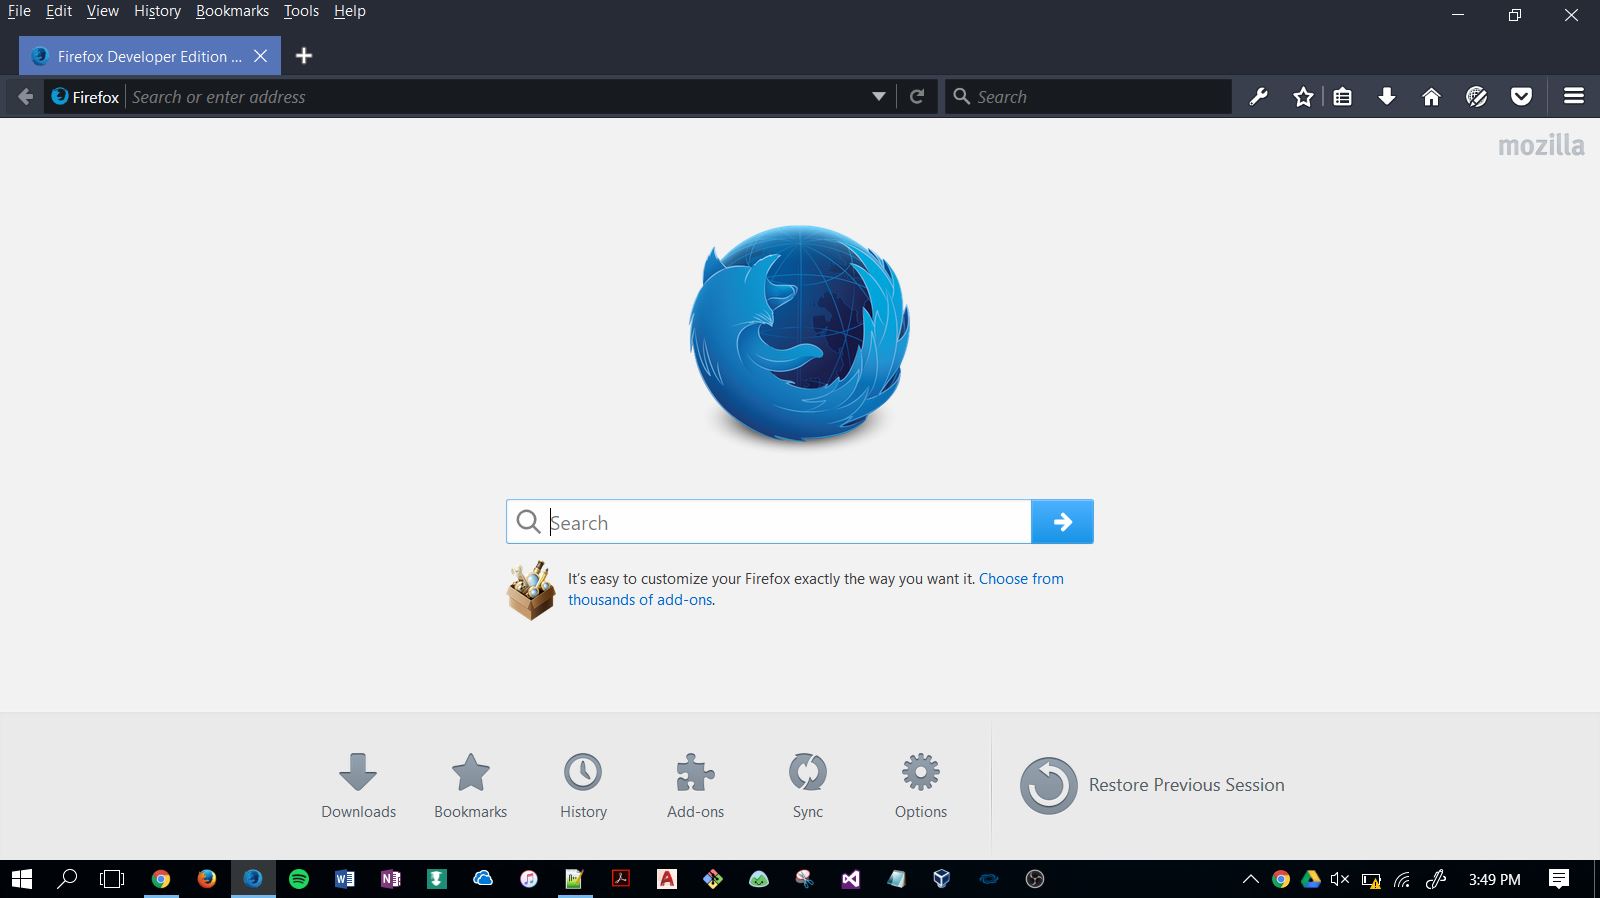 File Edit View History Bookmarks Tools Help
Firefox Developer Edition ...
Firefox Search or enter address
Search
mozilla
Search
It's easy to customize your Firefox exactly the way you want it. Choose from
thousands of add-ons.
Downloads Bookmarks History Add-ons Sync Options Restore Previous Session
3:49 PM